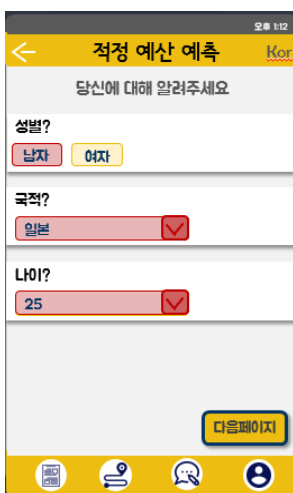 오후 1:12
적정 예산 예측 Kor
당신에 대해 알려주세요
성별?
남자 여자
국적?
일본
나이?
25
다음페이지